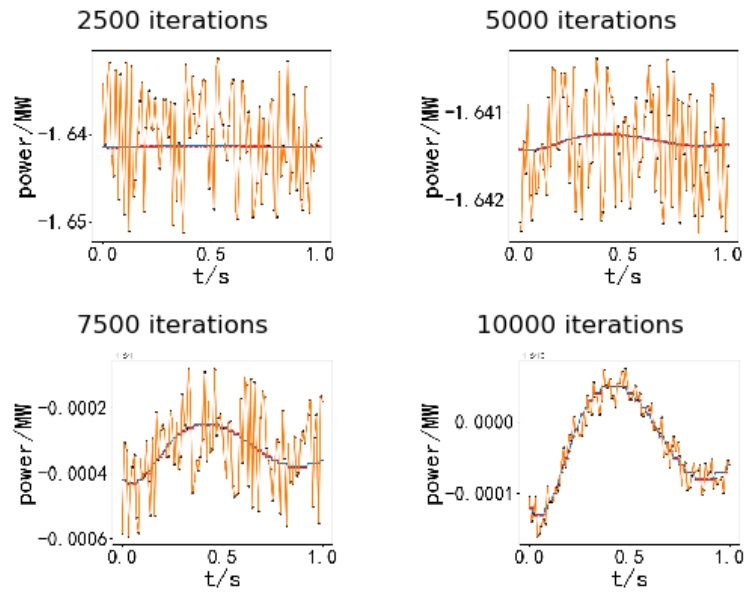 2500 iterations
5000 iterations
power/MW
-1.64
-1.65
0.0 0.5 1.0
t/s
power/MW
-1.641
-1.642
0.0 0.5 1.0
t/s
7500 iterations
10000 iterations
power/MW
-0.0002
-0.0004
-0.0006
0.0 0.5 1.0
t/s
power/MW
0.0000
-0.0001
0.0 0.5 1.0
t/s